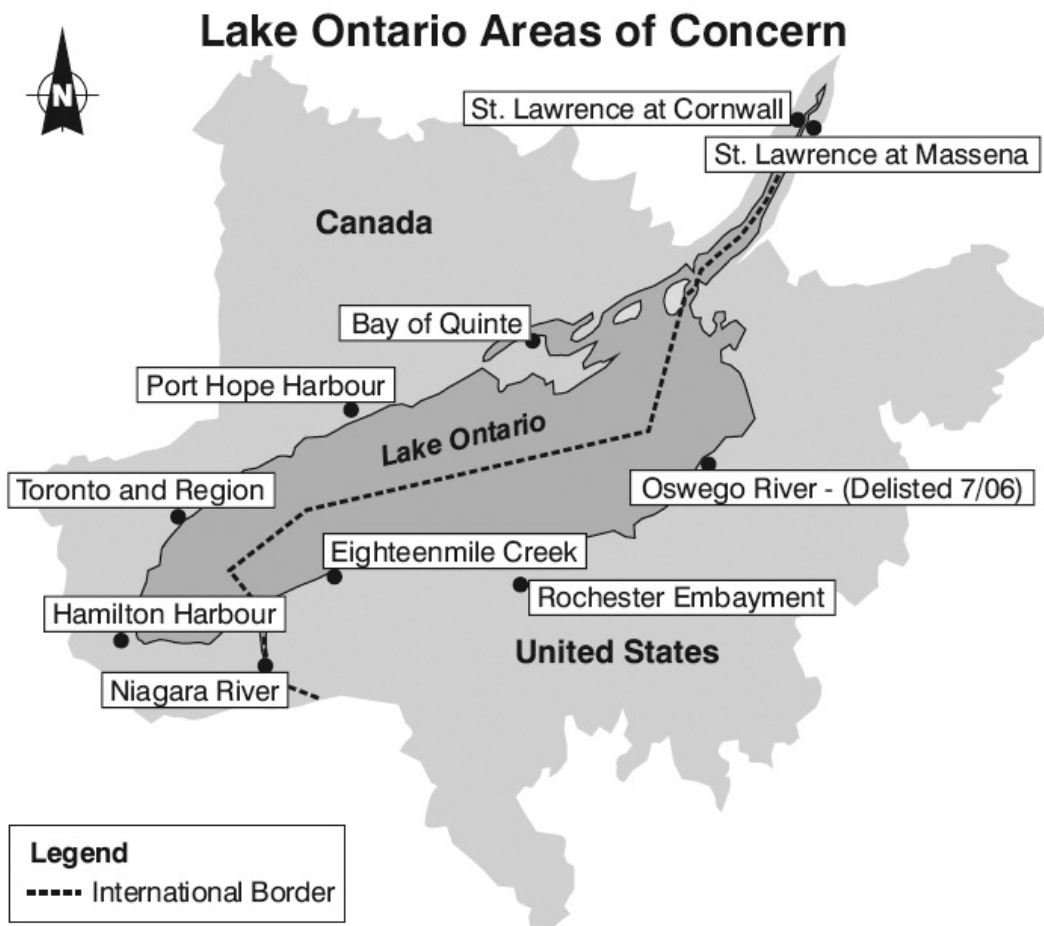 Lake Ontario Areas of Concern
N
St. Lawrence at Cornwall
St. Lawrence at Massena
Canada
Bay of Quinte
Port Hope Harbour
Lake Ontario
Toronto and Region
Oswego River - (Delisted 7/06)
Eighteenmile Creek
Rochester Embayment
Hamilton Harbour
United States
Niagara River
Legend
International Border